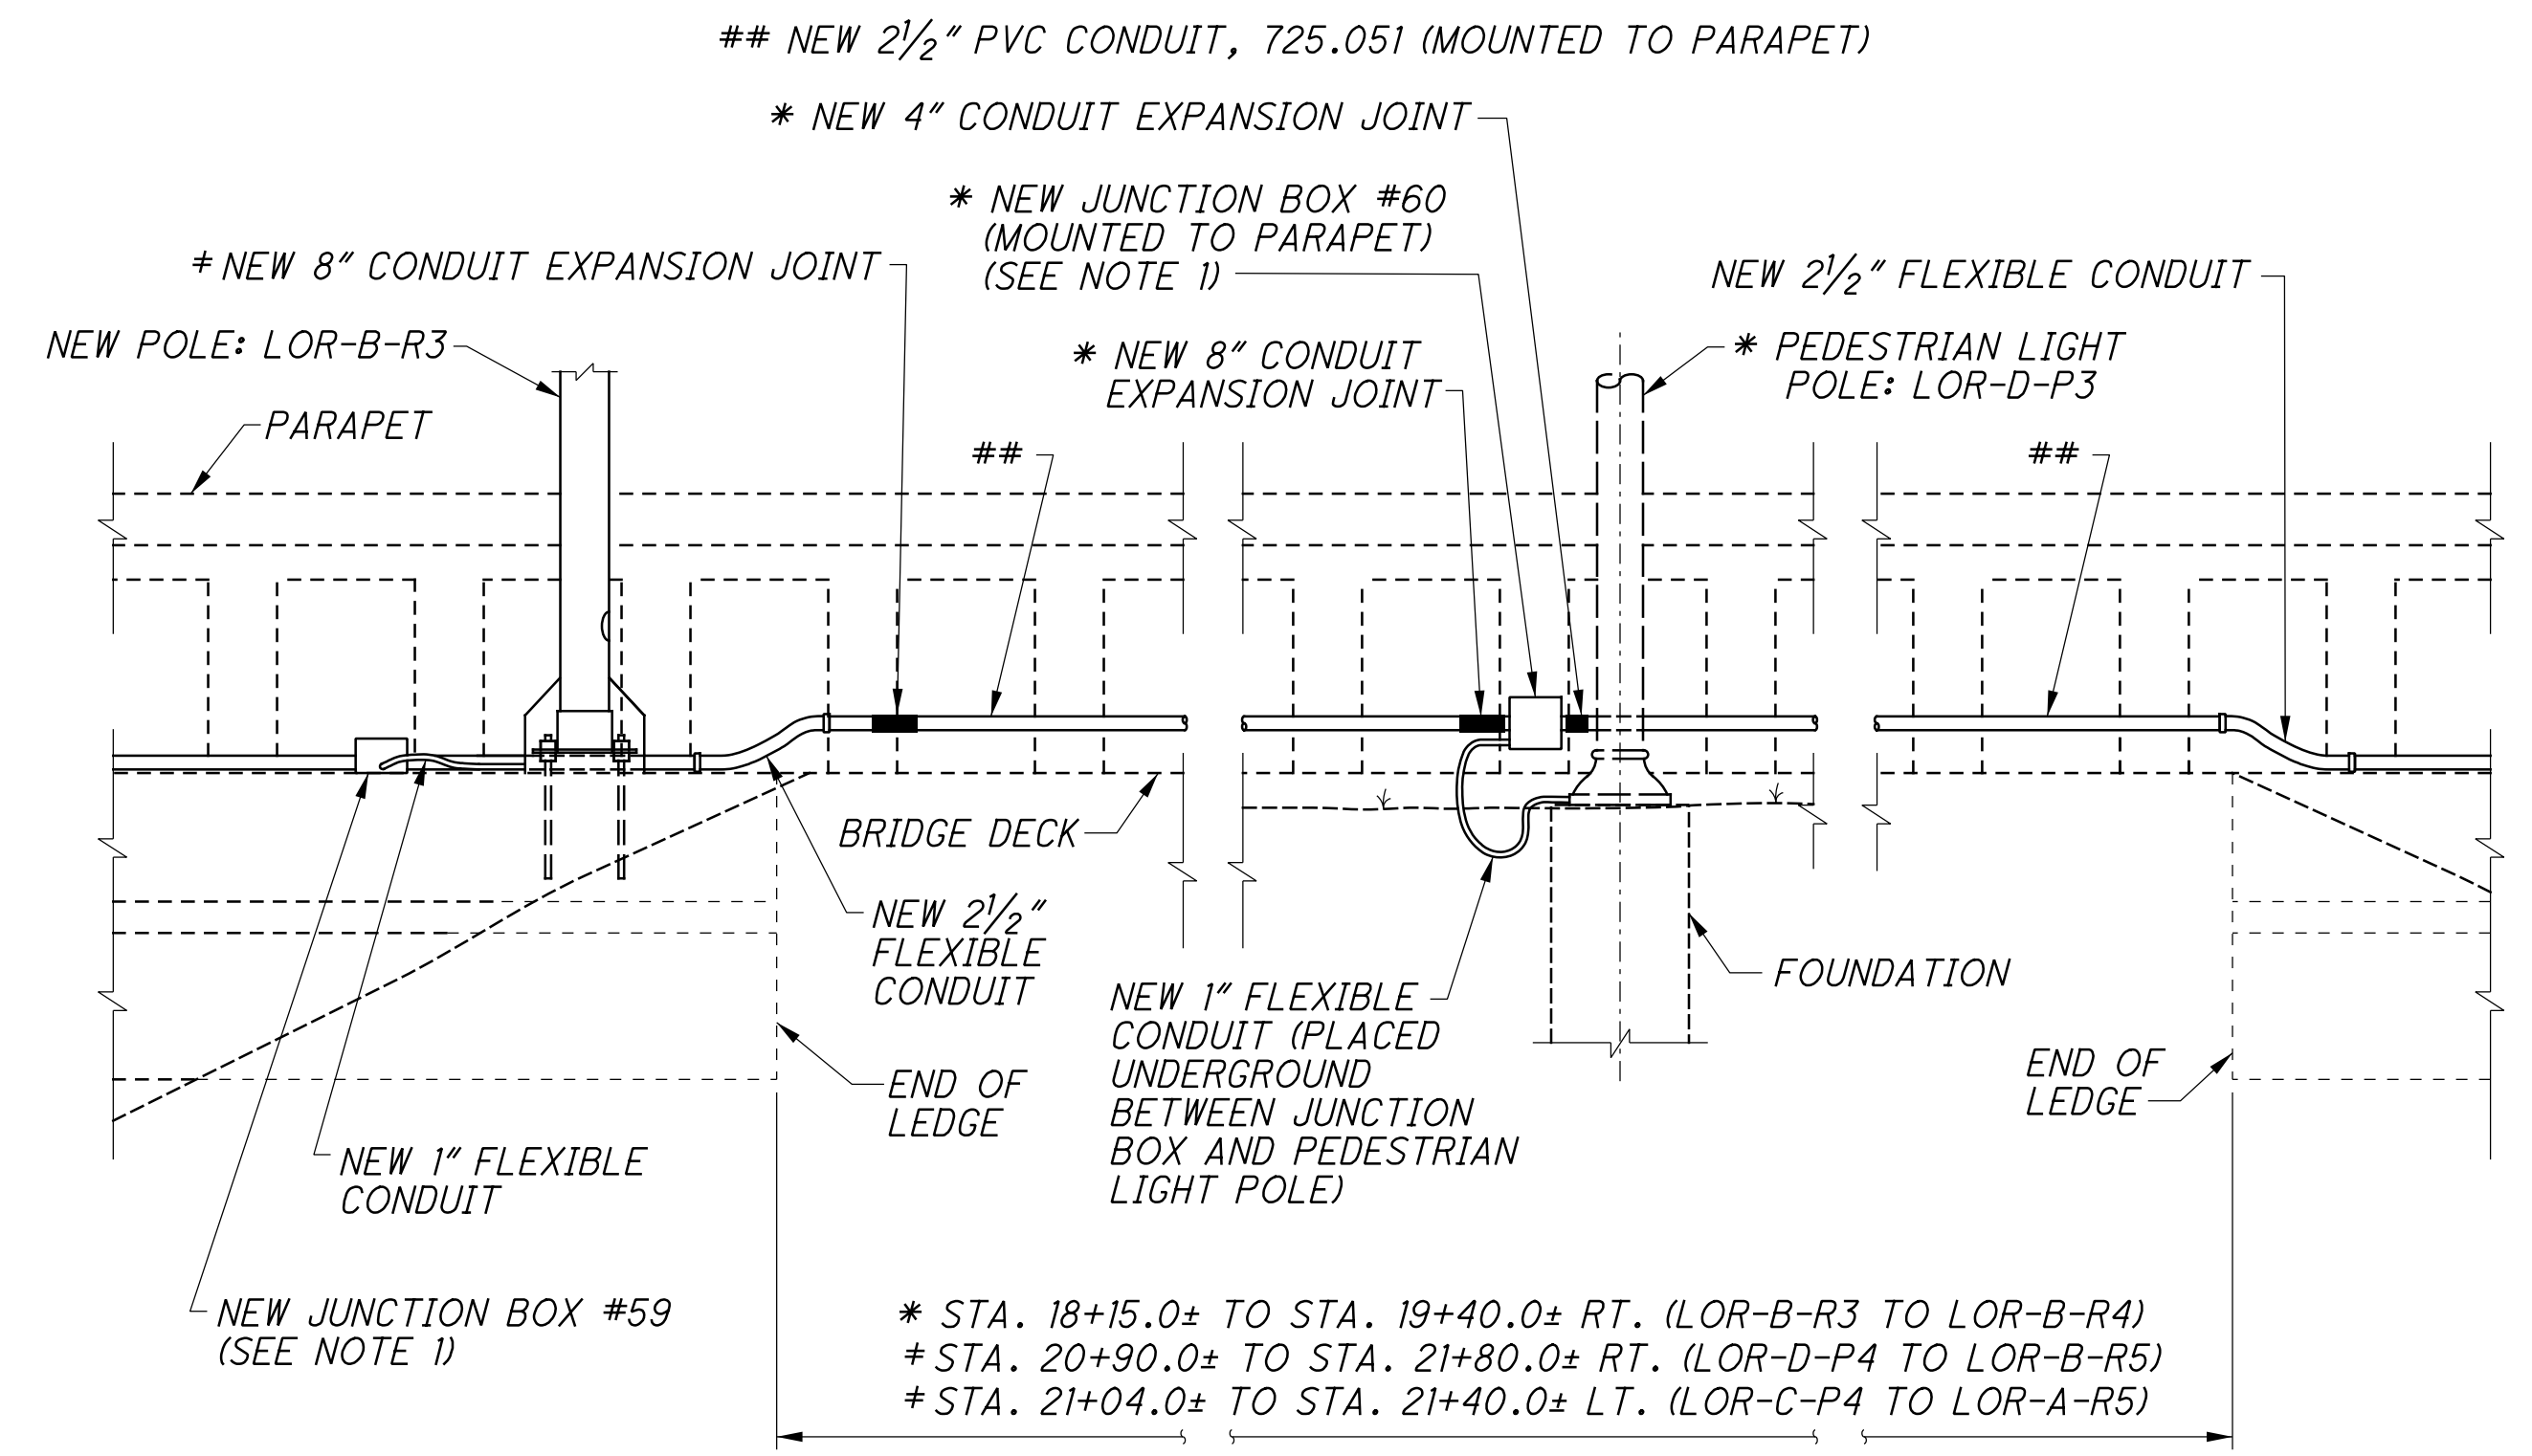 ## NEW 2½" PVC CONDUIT, 725.051 (MOUNTED TO PARAPET)
* NEW 4" CONDUIT EXPANSION JOINT
* NEW JUNCTION BOX #60
(MOUNTED TO PARAPET)
(SEE NOTE 1)
ǂ NEW 8" CONDUIT EXPANSION JOINT
NEW 2½" FLEXIBLE CONDUIT
NEW POLE: LOR-B-R3
* NEW 8" CONDUIT
EXPANSION JOINT
* PEDESTRIAN LIGHT
POLE: LOR-D-P3
PARAPET
##
##
BRIDGE DECK
NEW 2½"
FLEXIBLE
CONDUIT
FOUNDATION
NEW 1" FLEXIBLE
CONDUIT (PLACED
UNDERGROUND
BETWEEN JUNCTION
BOX AND PEDESTRIAN
LIGHT POLE)
END OF
LEDGE
END OF
LEDGE
NEW 1" FLEXIBLE
CONDUIT
NEW JUNCTION BOX #59
(SEE NOTE 1)
* STA. 18+15.0± TO STA. 19+40.0± RT. (LOR-B-R3 TO LOR-B-R4)
ǂ STA. 20+90.0± TO STA. 21+80.0± RT. (LOR-D-P4 TO LOR-B-R5)
ǂ STA. 21+04.0± TO STA. 21+40.0± LT. (LOR-C-P4 TO LOR-A-R5)